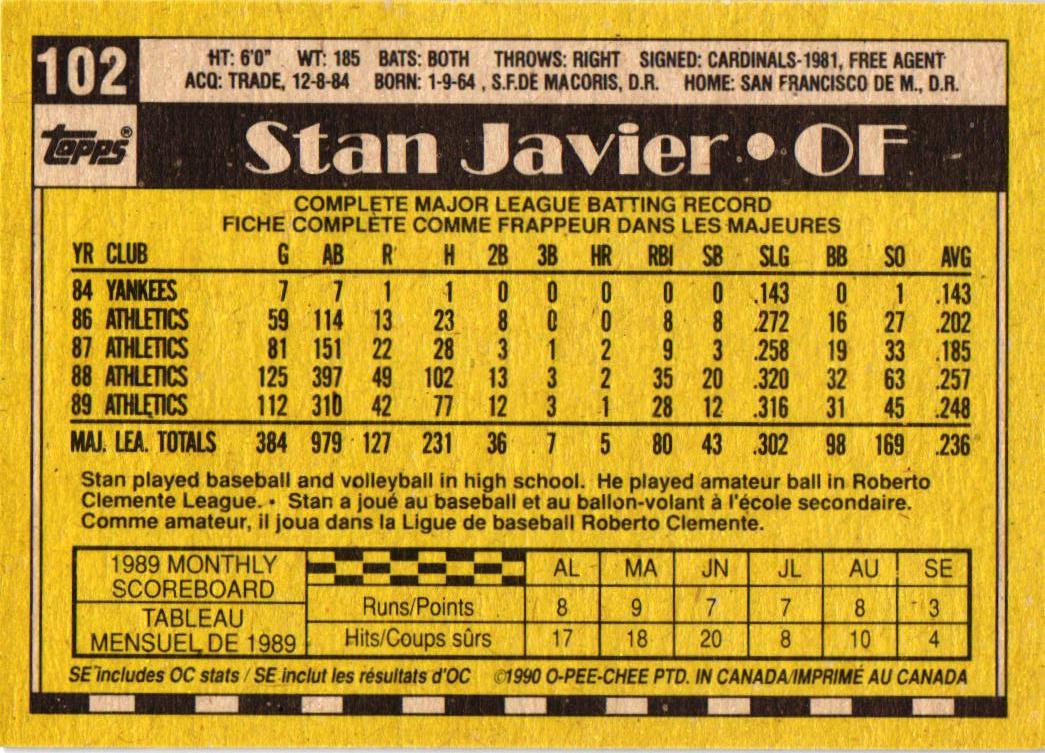 102
HT: 6'0" WT: 185 BATS: BOTH THROWS: RIGHT SIGNED: CARDINALS-1981, FREE AGENT
ACQ: TRADE, 12-8-84 BORN: 1-9-64 , S.F.DE MACORIS, D.R. HOME: SAN FRANCISCO DE M., D.R.
Topps®
Stan Javier • OF
COMPLETE MAJOR LEAGUE BATTING RECORD
FICHE COMPLÈTE COMME FRAPPEUR DANS LES MAJEURES
YR CLUB G AB R H 2B 3B HR RBI SB SLG BB SO AVG
84 YANKEES 7 7 1 1 0 0 0 0 0 .143 0 1 .143
86 ATHLETICS 59 114 13 23 8 0 0 8 8 .272 16 27 .202
87 ATHLETICS 81 151 22 28 3 1 2 9 3 .258 19 33 .185
88 ATHLETICS 125 397 49 102 13 3 2 35 20 .320 32 63 .257
89 ATHLETICS 112 310 42 77 12 3 1 28 12 .316 31 45 .248
MAJ. LEA. TOTALS 384 979 127 231 36 7 5 80 43 .302 98 169 .236
Stan played baseball and volleyball in high school. He played amateur ball in Roberto
Clemente League. • Stan a joué au baseball et au ballon-volant à l'école secondaire.
Comme amateur, il joua dans la Ligue de baseball Roberto Clemente.
1989 MONTHLY
SCOREBOARD
TABLEAU
MENSUEL DE 1989
AL MA JN JL AU SE
Runs/Points 8 9 7 7 8 3
Hits/Coups sûrs 17 18 20 8 10 4
SE includes OC stats / SE inclut les résultats d'OC ©1990 O-PEE-CHEE PTD. IN CANADA/IMPRIMÉ AU CANADA